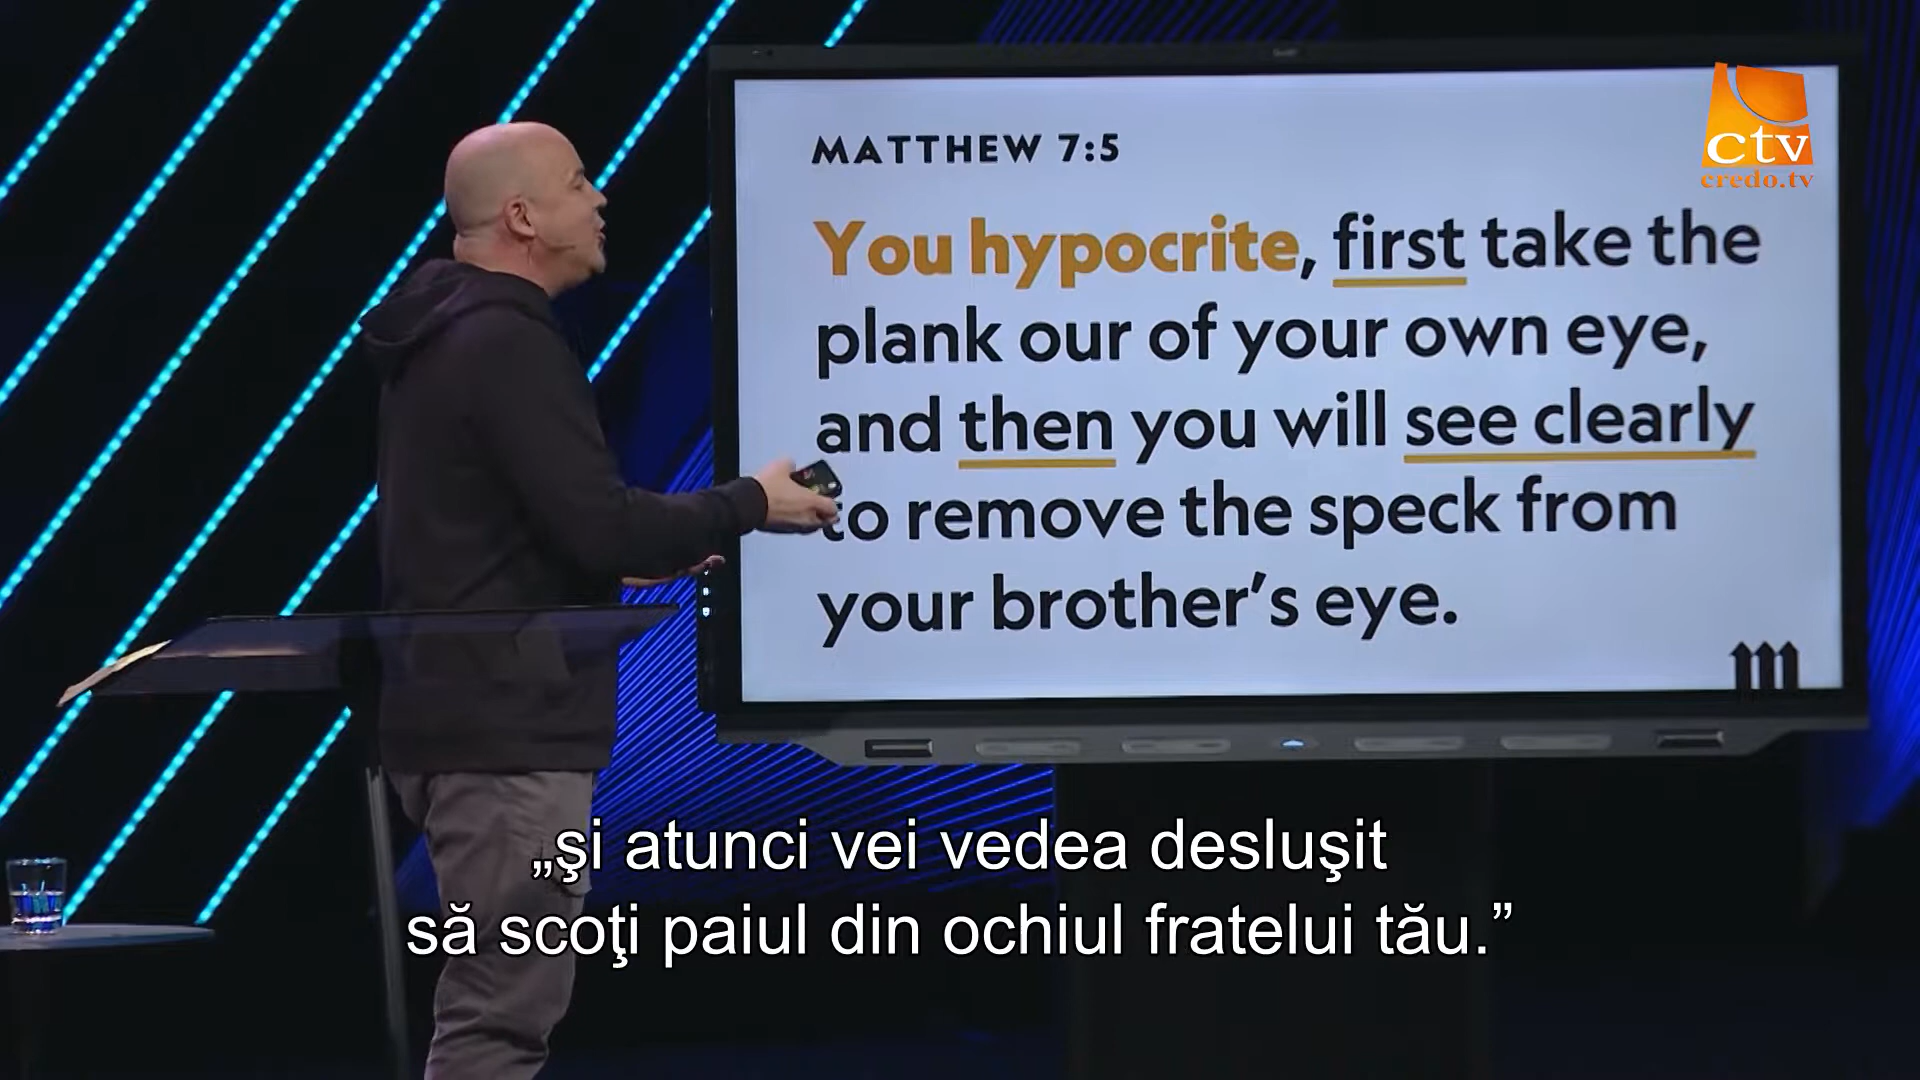 ctv
credo.tv
MATTHEW 7:5
You hypocrite, first take the
plank our of your own eye,
and then you will see clearly
to remove the speck from
your brother’s eye.
„şi atunci vei vedea desluşit
să scoţi paiul din ochiul fratelui tău.”